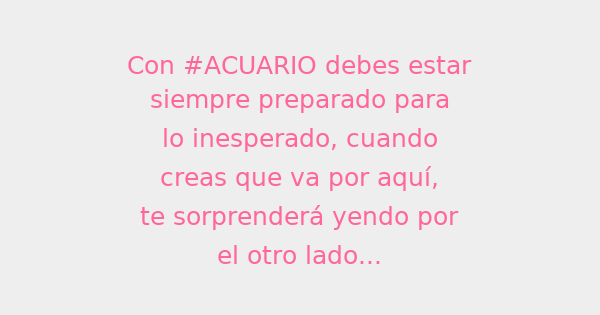 Con #ACUARIO debes estar
siempre preparado para
lo inesperado, cuando
creas que va por aquí,
te sorprenderá yendo por
el otro lado...